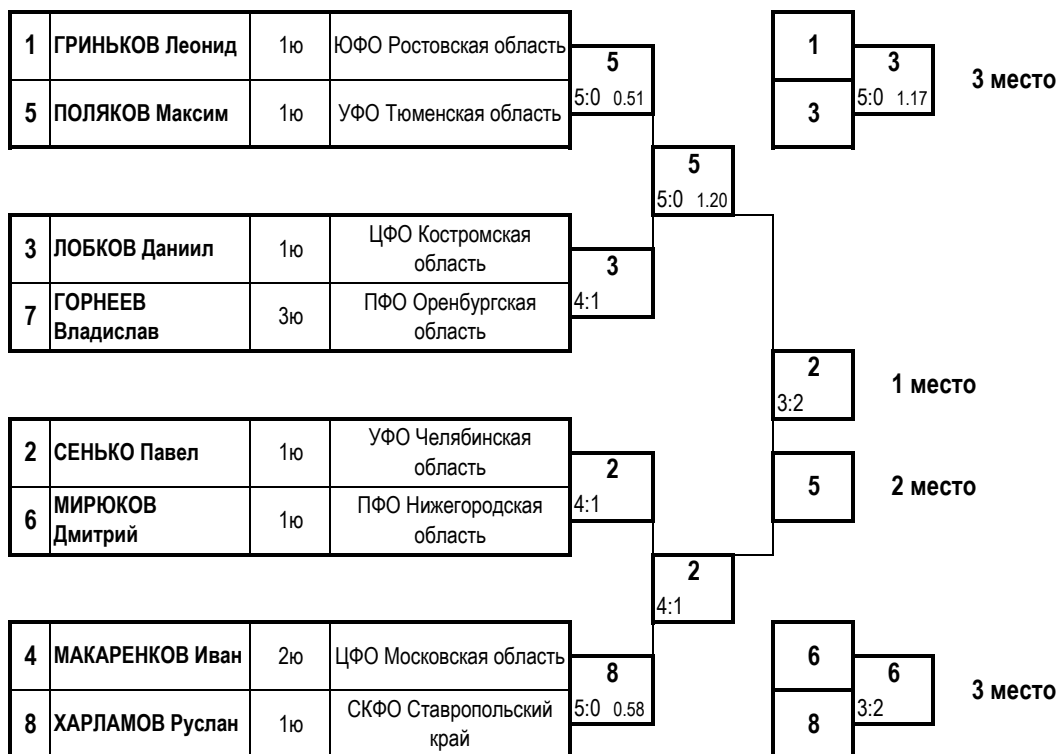 1 ГРИНЬКОВ Леонид 1ю ЮФО Ростовская область
5
5:0 0.51
5 ПОЛЯКОВ Максим 1ю УФО Тюменская область
1
3
5:0 1.17
3
3 место
5
5:0 1.20
3 ЛОБКОВ Даниил 1ю ЦФО Костромская
область
3
4:1
7 ГОРНЕЕВ
Владислав 3ю ПФО Оренбургская
область
2
3:2
1 место
2 СЕНЬКО Павел 1ю УФО Челябинская
область
2
4:1
6 МИРЮКОВ
Дмитрий 1ю ПФО Нижегородская
область
5
2 место
2
4:1
4 МАКАРЕНКОВ Иван 2ю ЦФО Московская область
8
5:0 0.58
8 ХАРЛАМОВ Руслан 1ю СКФО Ставропольский
край
6
6
3:2
8
3 место